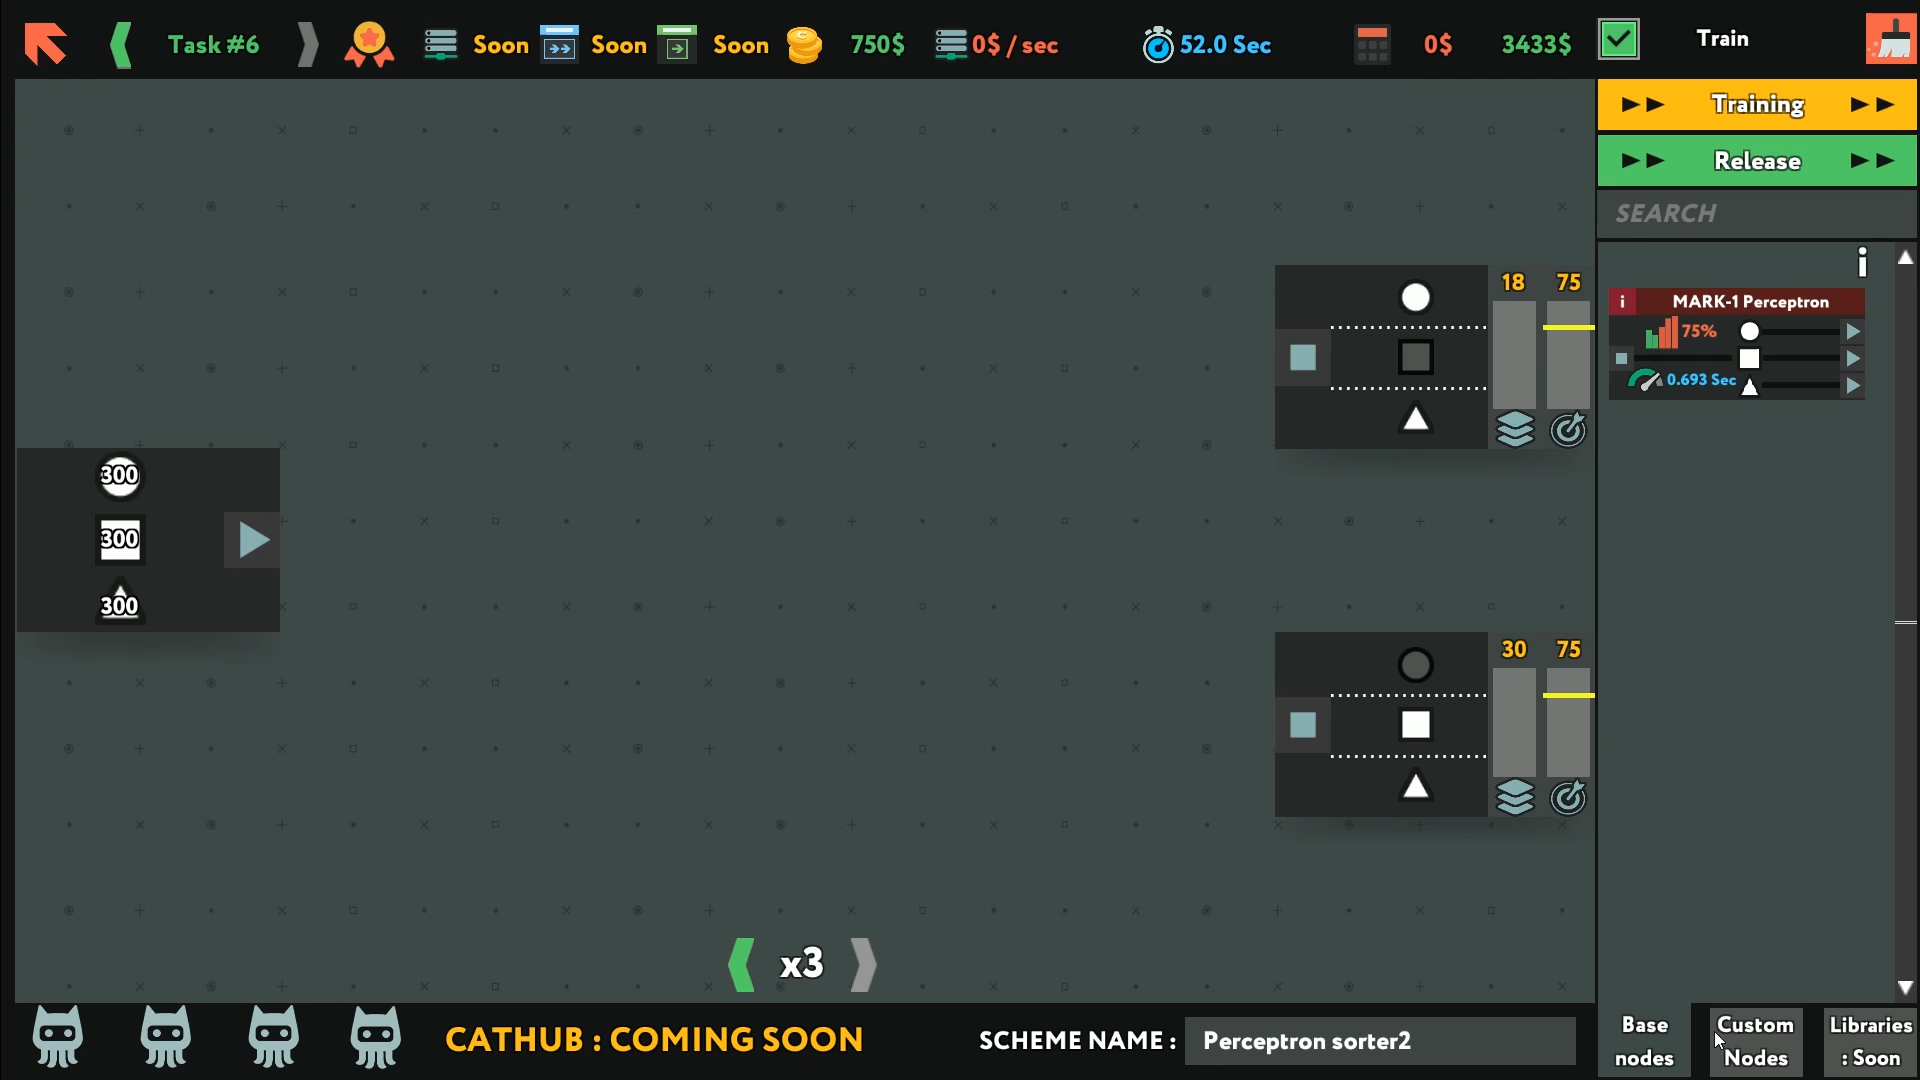 Task #6
Soon
Soon
Soon
750$
0$ / sec
52.0 Sec
0$
3433$
Train
Training
Release
SEARCH
i
i
MARK-1 Perceptron
75%
0.693 Sec
18
75
300
300
300
30
75
x3
CATHUB : COMING SOON
SCHEME NAME :
Perceptron sorter2
Base
nodes
Custom
Nodes
Libraries
: Soon